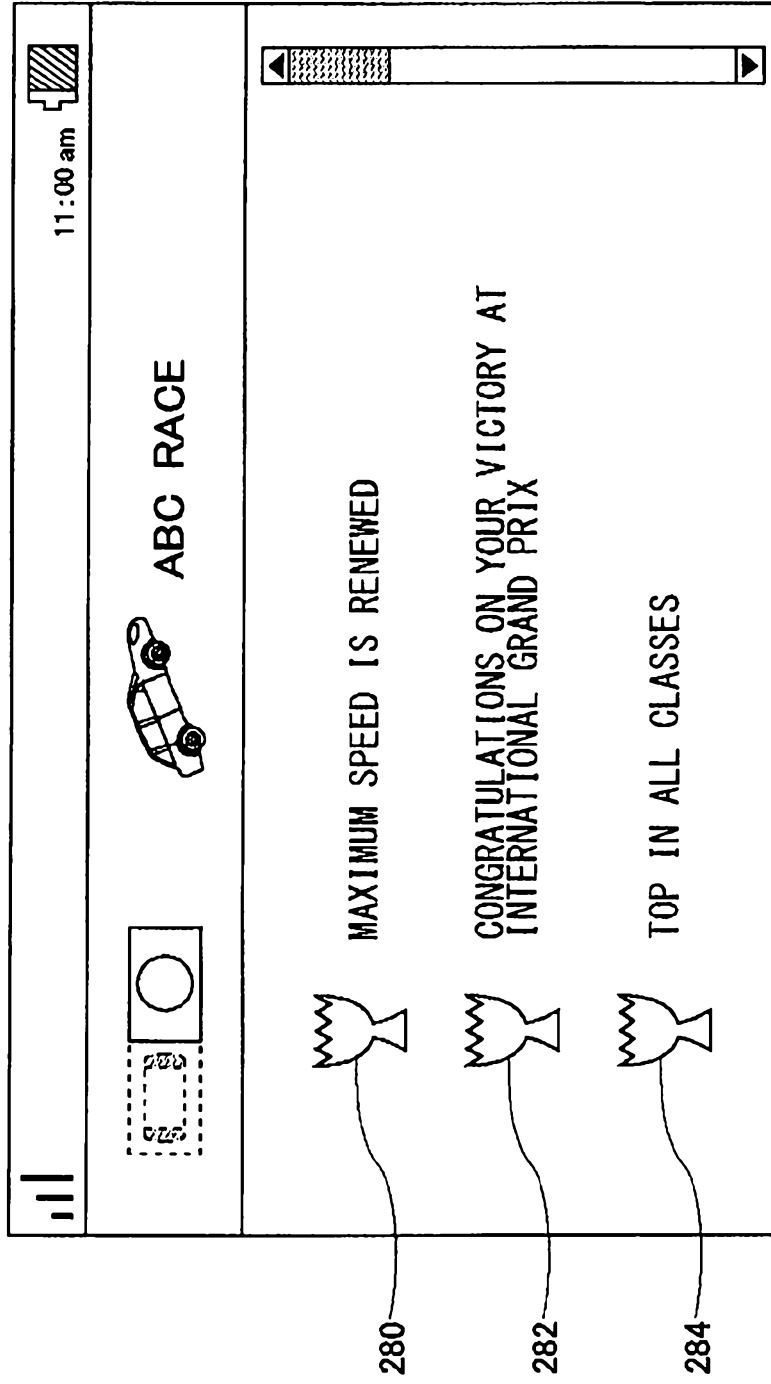 11:00 am
ABC RACE
MAXIMUM SPEED IS RENEWED
CONGRATULATIONS ON YOUR VICTORY AT
INTERNATIONAL GRAND PRIX
TOP IN ALL CLASSES
280
282
284